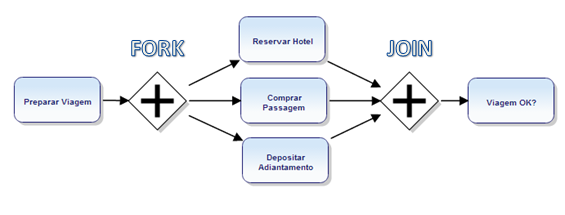 FORK
JOIN
Reservar Hotel
Preparar Viagem
Comprar
Passagem
Viagem OK?
Depositar
Adiantamento